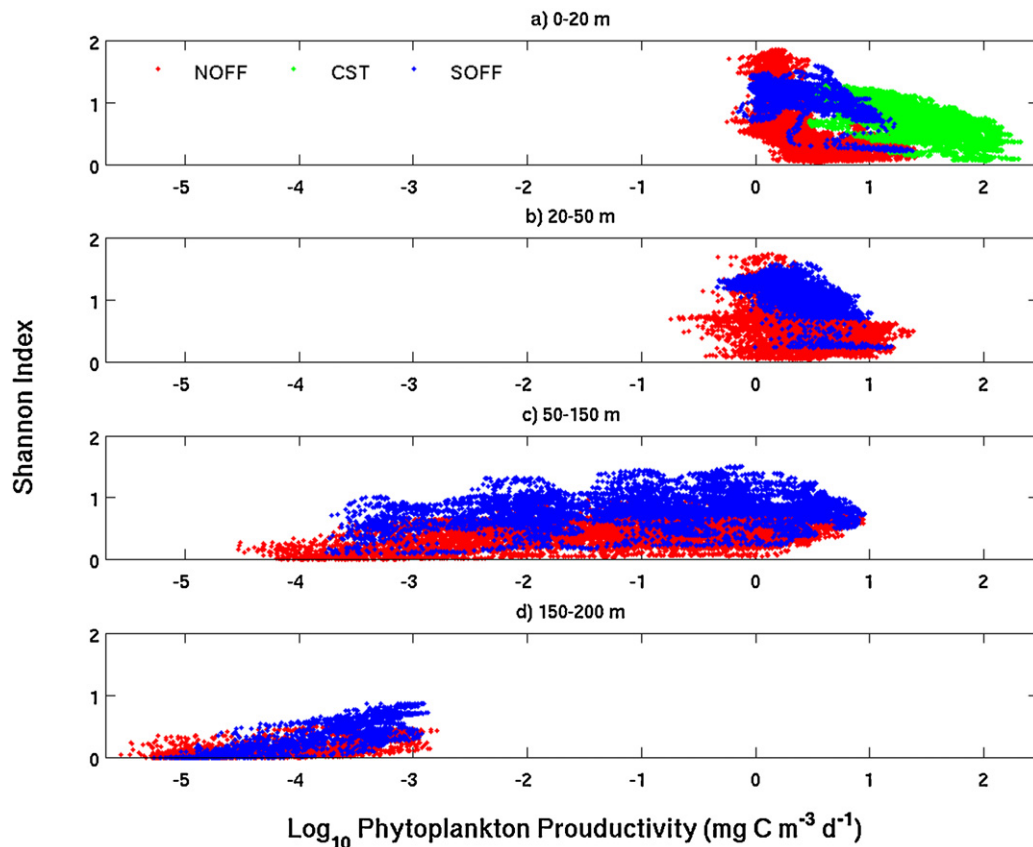 a) 0-20 m
2
1
0
NOFF CST SOFF
-5 -4 -3 -2 -1 0 1 2
b) 20-50 m
2
1
0
-5 -4 -3 -2 -1 0 1 2
Shannon Index
c) 50-150 m
2
1
0
-5 -4 -3 -2 -1 0 1 2
d) 150-200 m
2
1
0
-5 -4 -3 -2 -1 0 1 2
Log10 Phytoplankton Prouductivity (mg C m-3 d-1)